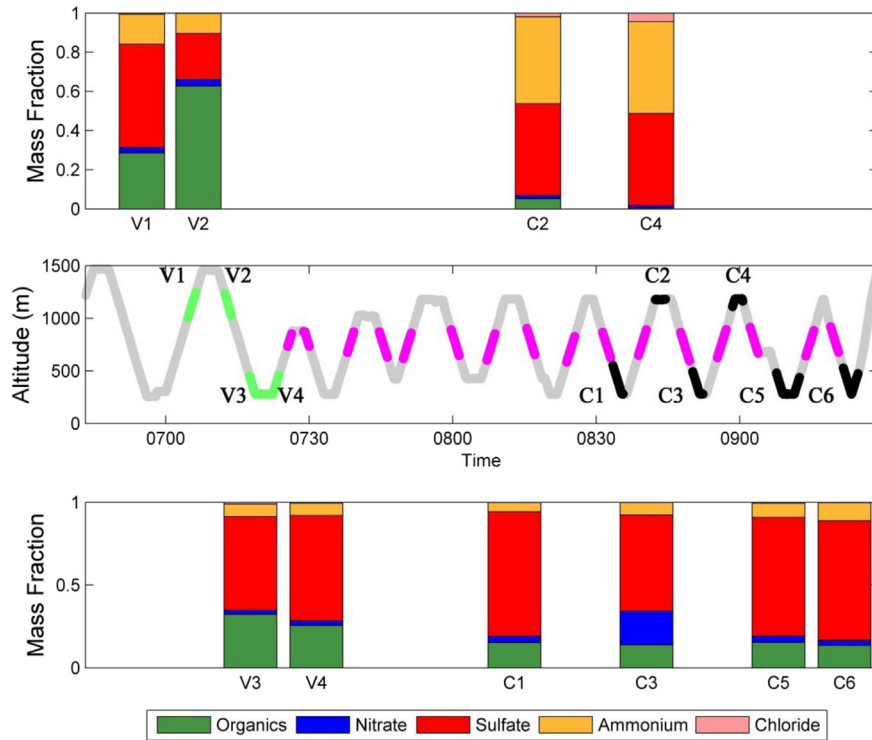 Mass Fraction
1
0.8
0.6
0.4
0.2
0
V1 V2 C2 C4
Altitude (m)
1500
1000
500
0
V1 V2 C2 C4
V3 V4 C1 C3 C5 C6
0700 0730 0800 0830 0900
Time
Mass Fraction
1
0.5
0
V3 V4 C1 C3 C5 C6
Organics Nitrate Sulfate Ammonium Chloride